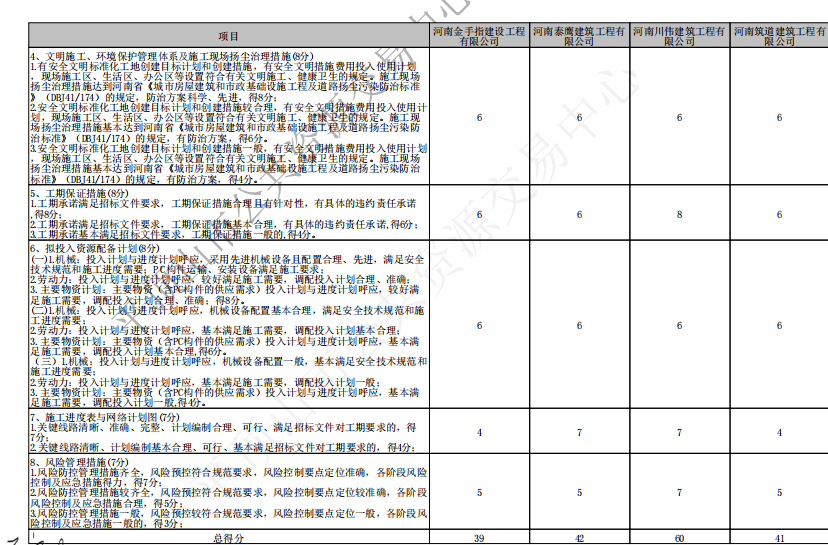 项目 河南金手指建设工程有限公司 河南泰鹰建筑工程有限公司 河南川伟建筑工程有限公司 河南筑道建筑工程有限公司
4、文明施工、环境保护管理体系及施工现场扬尘治理措施(8分)
1.有安全文明标准化工地创建目标计划和创建措施，有安全文明措施费用投入使用计划
，现场施工区、生活区、办公区等设置符合有关文明施工、健康卫生的规定。施工现场
扬尘治理措施达到河南省《城市房屋建筑和市政基础设施工程及道路扬尘污染防治标准
》（DBJ41/174）的规定，防治方案科学、先进，得8分；
2.安全文明标准化工地创建目标计划和创建措施较合理，有安全文明措施费用投入使用计
划，现场施工区、生活区、办公区等设置符合有关文明施工、健康卫生的规定。施工现
场扬尘治理措施基本达到河南省《城市房屋建筑和市政基础设施工程及道路扬尘污染防
治标准》（DBJ41/174）的规定，有防治方案，得6分。
3.安全文明标准化工地创建目标计划和创建措施一般，有安全文明措施费用投入使用计划
，现场施工区、生活区、办公区等设置符合有关文明施工、健康卫生的规定。施工现场
扬尘治理措施基本达到河南省《城市房屋建筑和市政基础设施工程及道路扬尘污染防治
标准》（DBJ41/174）的规定，有防治方案，得4分。
6 6 6 6
5、工期保证措施(8分)
1.工期承诺满足招标文件要求，工期保证措施合理且有针对性，有具体的违约责任承诺
,得8分；
2.工期承诺满足招标文件要求，工期保证措施基本合理，有具体的违约责任承诺,得6分；
3.工期承诺基本满足招标文件要求，工期保证措施一般的,得4分。
6 6 8 6
6、拟投入资源配备计划(8分)
(一)1.机械：投入计划与进度计划呼应，采用先进机械设备且配置合理、先进，满足安全
技术规范和施工进度需要；PC构件运输、安装设备满足施工要求；
2.劳动力：投入计划与进度计划呼应，较好满足施工需要，调配投入计划合理、准确；
3.主要物资计划：主要物资（含PC构件的供应需求）投入计划与进度计划呼应，较好满
足施工需要，调配投入计划合理、准确；得8分。
(二)1.机械：投入计划与进度计划呼应，机械设备配置基本合理，满足安全技术规范和施
工进度需要；
2.劳动力：投入计划与进度计划呼应，基本满足施工需要，调配投入计划基本合理；
3.主要物资计划：主要物资（含PC构件的供应需求）投入计划与进度计划呼应，基本满
足施工需要，调配投入计划基本合理,得6分。
（三）1.机械：投入计划与进度计划呼应，机械设备配置一般，基本满足安全技术规范和
施工进度需要；
2.劳动力：投入计划与进度计划呼应，基本满足施工需要，调配投入计划一般；
3.主要物资计划：主要物资（含PC构件的供应需求）投入计划与进度计划呼应，基本满
足施工需要，调配投入计划一般,得4分。
6 6 6 6
7、施工进度表与网络计划图(7分)
1.关键线路清晰、准确、完整、计划编制合理、可行、满足招标文件对工期要求的，得
7分；
2.关键线路清晰、计划编制基本合理、可行、基本满足招标文件对工期要求的，得4分；
4 7 7 4
8、风险管理措施(7分)
1.风险防控管理措施齐全，风险预控符合规范要求，风险控制要点定位准确，各阶段风险
控制及应急措施得力，得7分；
2.风险防控管理措施较齐全，风险预控符合规范要求，风险控制要点定位较准确，各阶段
风险控制及应急措施合理，得5分；
3.风险防控管理措施一般，风险预控较符合规范要求，风险控制要点定位一般，各阶段风
险控制及应急措施一般的，得3分；
5 5 7 5
总得分 39 42 60 41